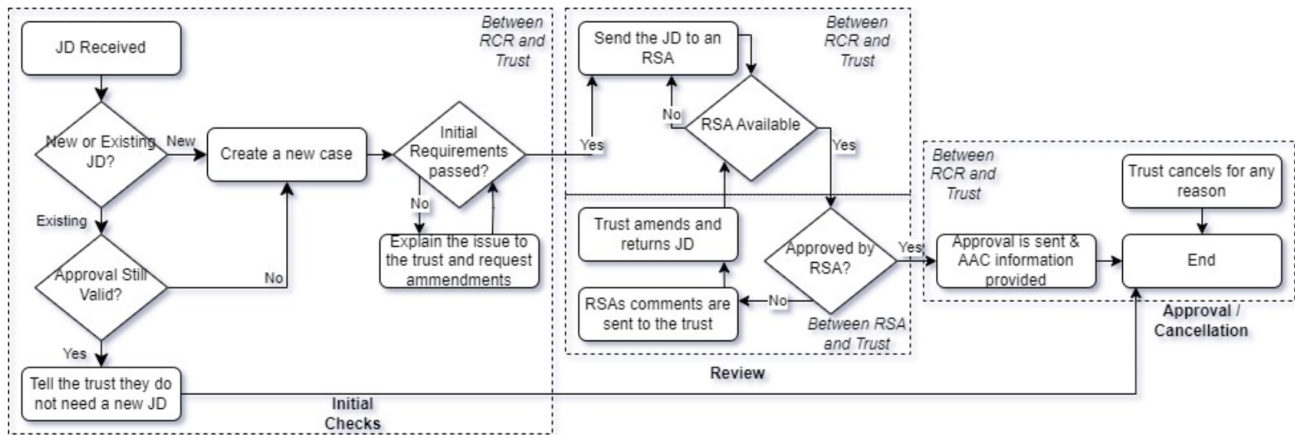 Between
RCR and
Trust
JD Received
New or Existing
JD?
New
Create a new case
Initial
Requirements
passed?
Yes
No
Explain the issue to
the trust and request
ammendments
Existing
Approval Still
Valid?
No
Yes
Tell the trust they do
not need a new JD
Initial
Checks
Between
RCR and
Trust
Send the JD to an
RSA
No
RSA Available
Yes
Trust amends and
returns JD
Approved by
RSA?
Yes
No
RSAs comments are
sent to the trust
Between RSA
and Trust
Review
Between
RCR and
Trust
Trust cancels for any
reason
Approval is sent &
AAC information
provided
End
Approval /
Cancellation